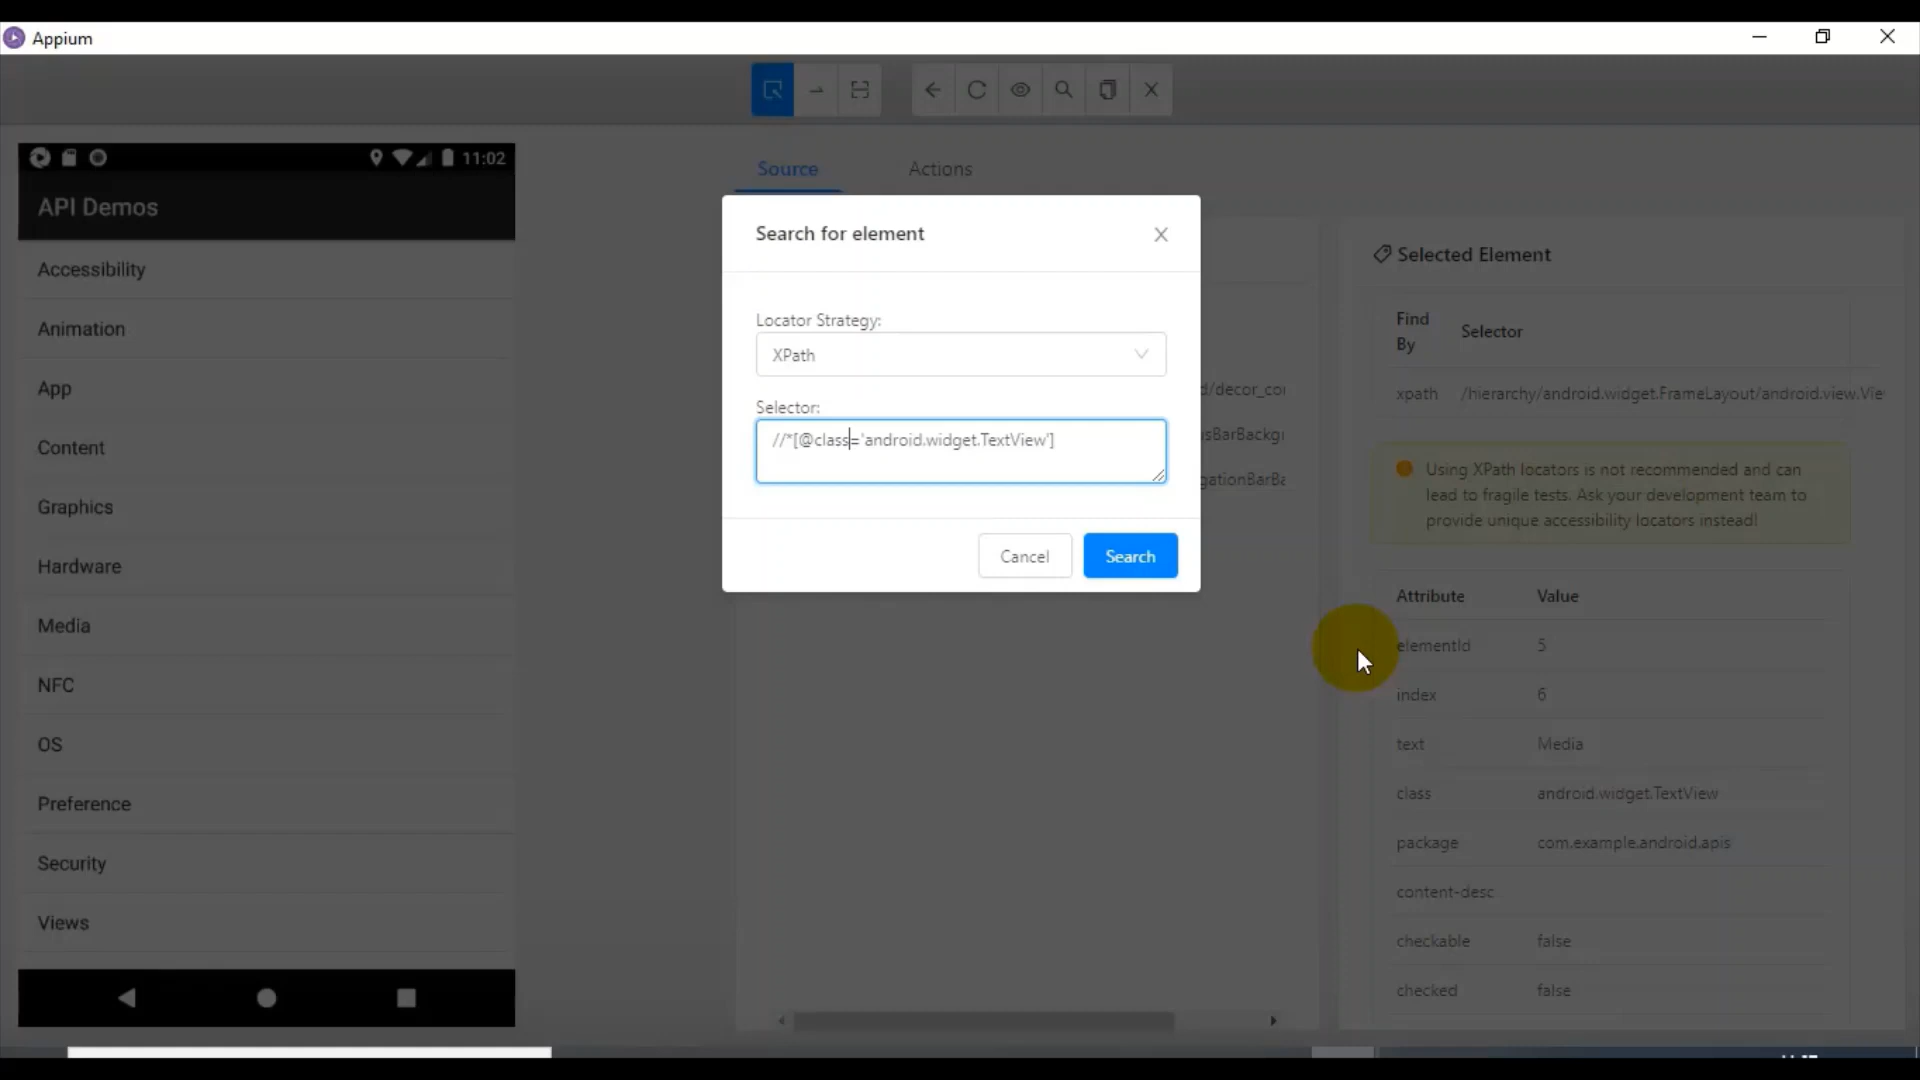 Appium
11:02
API Demos
Accessibility
Animation
App
Content
Graphics
Hardware
Media
NFC
OS
Preference
Security
Views
Source
Actions
Search for element
Locator Strategy:
XPath
Selector:
//*[@class='android.widget.TextView']
Cancel
Search
d/decor_cor
gationBarBa
Selected Element
Find
By
Selector
xpath /hierarchy/android.widget.FrameLayout/android.view.Vie
Using XPath locators is not recommended and can
lead to fragile tests. Ask your development team to
provide unique accessibility locators instead!
Attribute Value
elementId 5
index 6
text Media
class android.widget.TextView
package com.example.android.apis
content-desc
checkable false
checked false